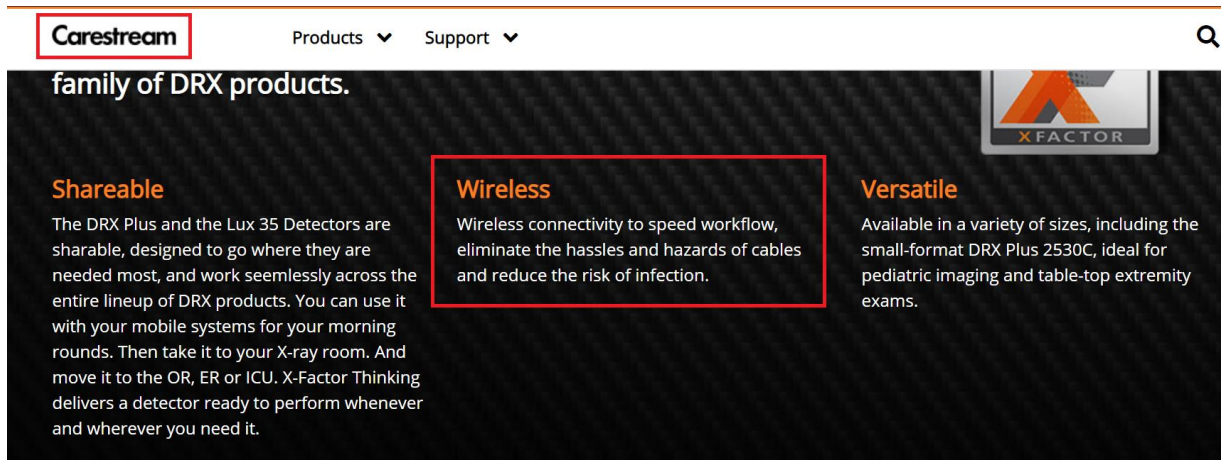 Carestream
Products
Support
family of DRX products.
XFACTOR
Shareable
The DRX Plus and the Lux 35 Detectors are
sharable, designed to go where they are
needed most, and work seemlessly across the
entire lineup of DRX products. You can use it
with your mobile systems for your morning
rounds. Then take it to your X-ray room. And
move it to the OR, ER or ICU. X-Factor Thinking
delivers a detector ready to perform whenever
and wherever you need it.
Wireless
Wireless connectivity to speed workflow,
eliminate the hassles and hazards of cables
and reduce the risk of infection.
Versatile
Available in a variety of sizes, including the
small-format DRX Plus 2530C, ideal for
pediatric imaging and table-top extremity
exams.